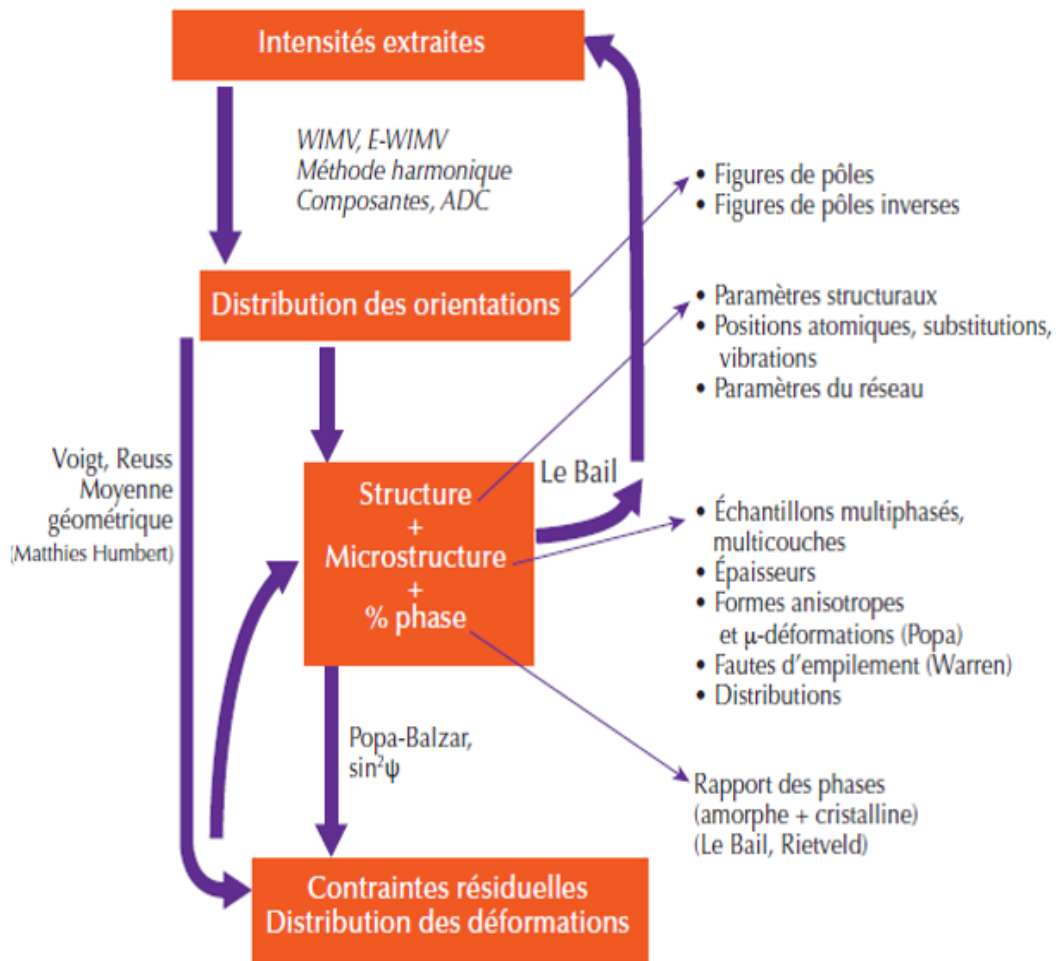 Intensités extraites
WIMV, E-WIMV
Méthode harmonique
Composantes, ADC
• Figures de pôles
• Figures de pôles inverses
Distribution des orientations
• Paramètres structuraux
• Positions atomiques, substitutions,
vibrations
• Paramètres du réseau
Voigt, Reuss
Moyenne
géométrique
(Matthies Humbert)
Le Bail
Structure
+
Microstructure
+
% phase
• Échantillons multiphasés,
multicouches
• Épaisseurs
• Formes anisotropes
et µ-déformations (Popa)
• Fautes d'empilement (Warren)
• Distributions
Popa-Balzar,
sin²ψ
Rapport des phases
(amorphe + cristalline)
(Le Bail, Rietveld)
Contraintes résiduelles
Distribution des déformations